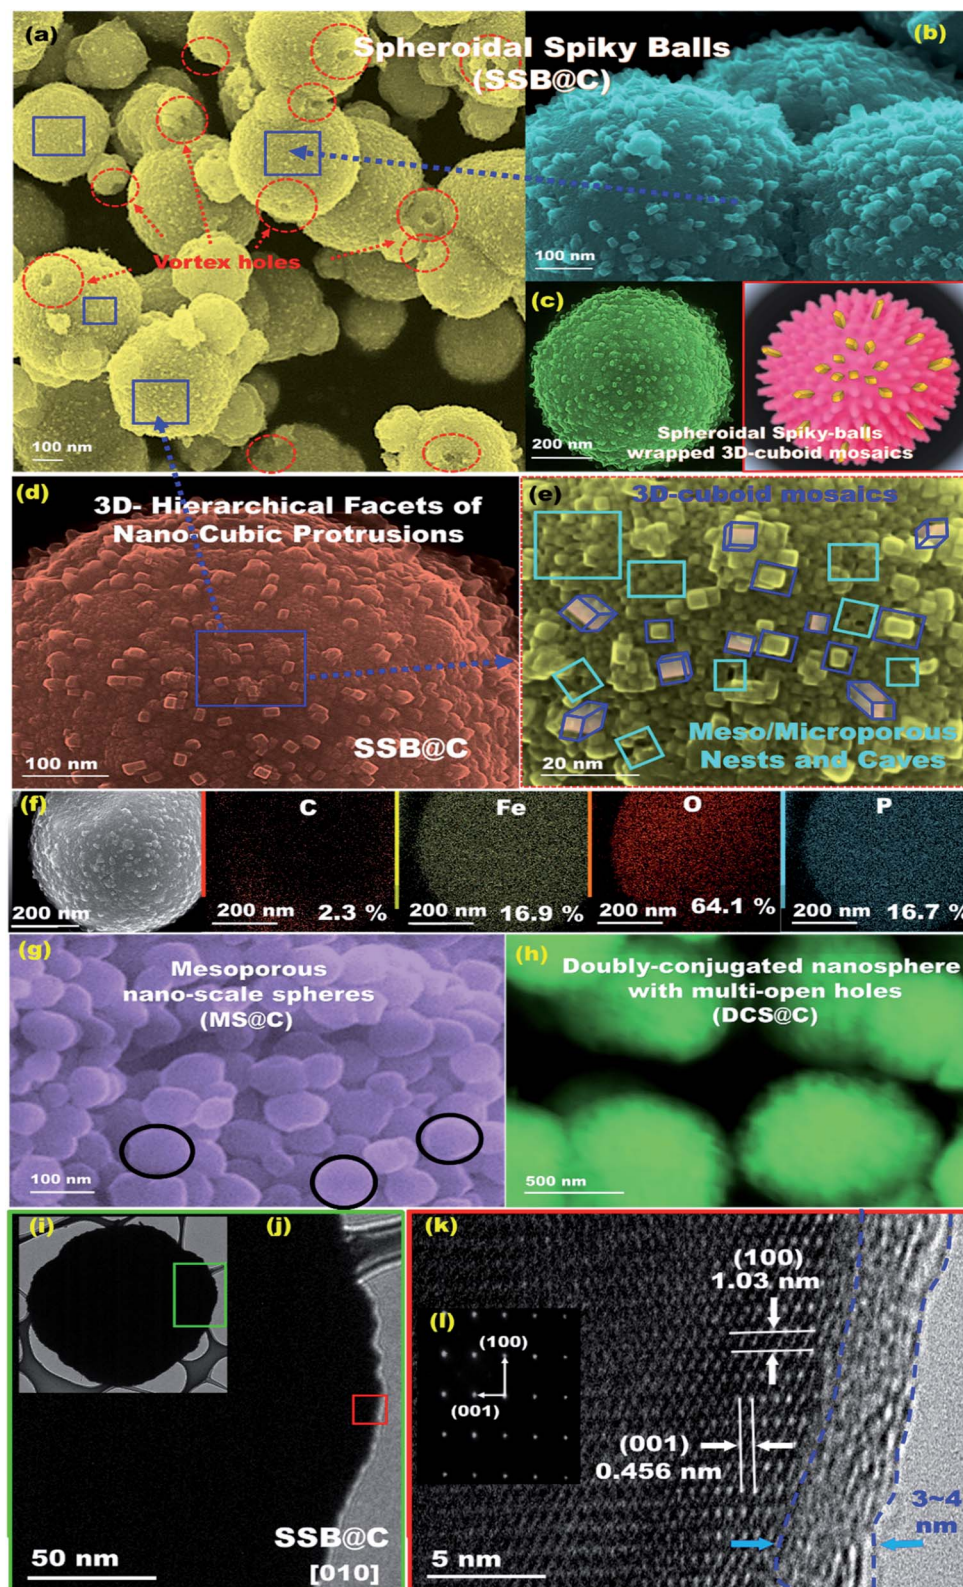 (a)
Spheroidal Spiky Balls
(SSB@C)
(b)
Vortex holes
100 nm
100 nm
(c)
200 nm
Spheroidal Spiky-balls
wrapped 3D-cuboid mosaics
(d)
3D- Hierarchical Facets of
Nano-Cubic Protrusions
SSB@C
100 nm
(e)
3D-cuboid mosaics
Meso/Microporous
Nests and Caves
20 nm
(f)
200 nm
C
200 nm
2.3 %
Fe
200 nm
16.9 %
O
200 nm
64.1 %
P
200 nm
16.7 %
(g)
Mesoporous
nano-scale spheres
(MS@C)
100 nm
(h)
Doubly-conjugated nanosphere
with multi-open holes
(DCS@C)
500 nm
(i)
(j)
SSB@C
50 nm
[010]
(k)
(100)
1.03 nm
(l)
(100)
(001)
(001)
0.456 nm
3~4
nm
5 nm